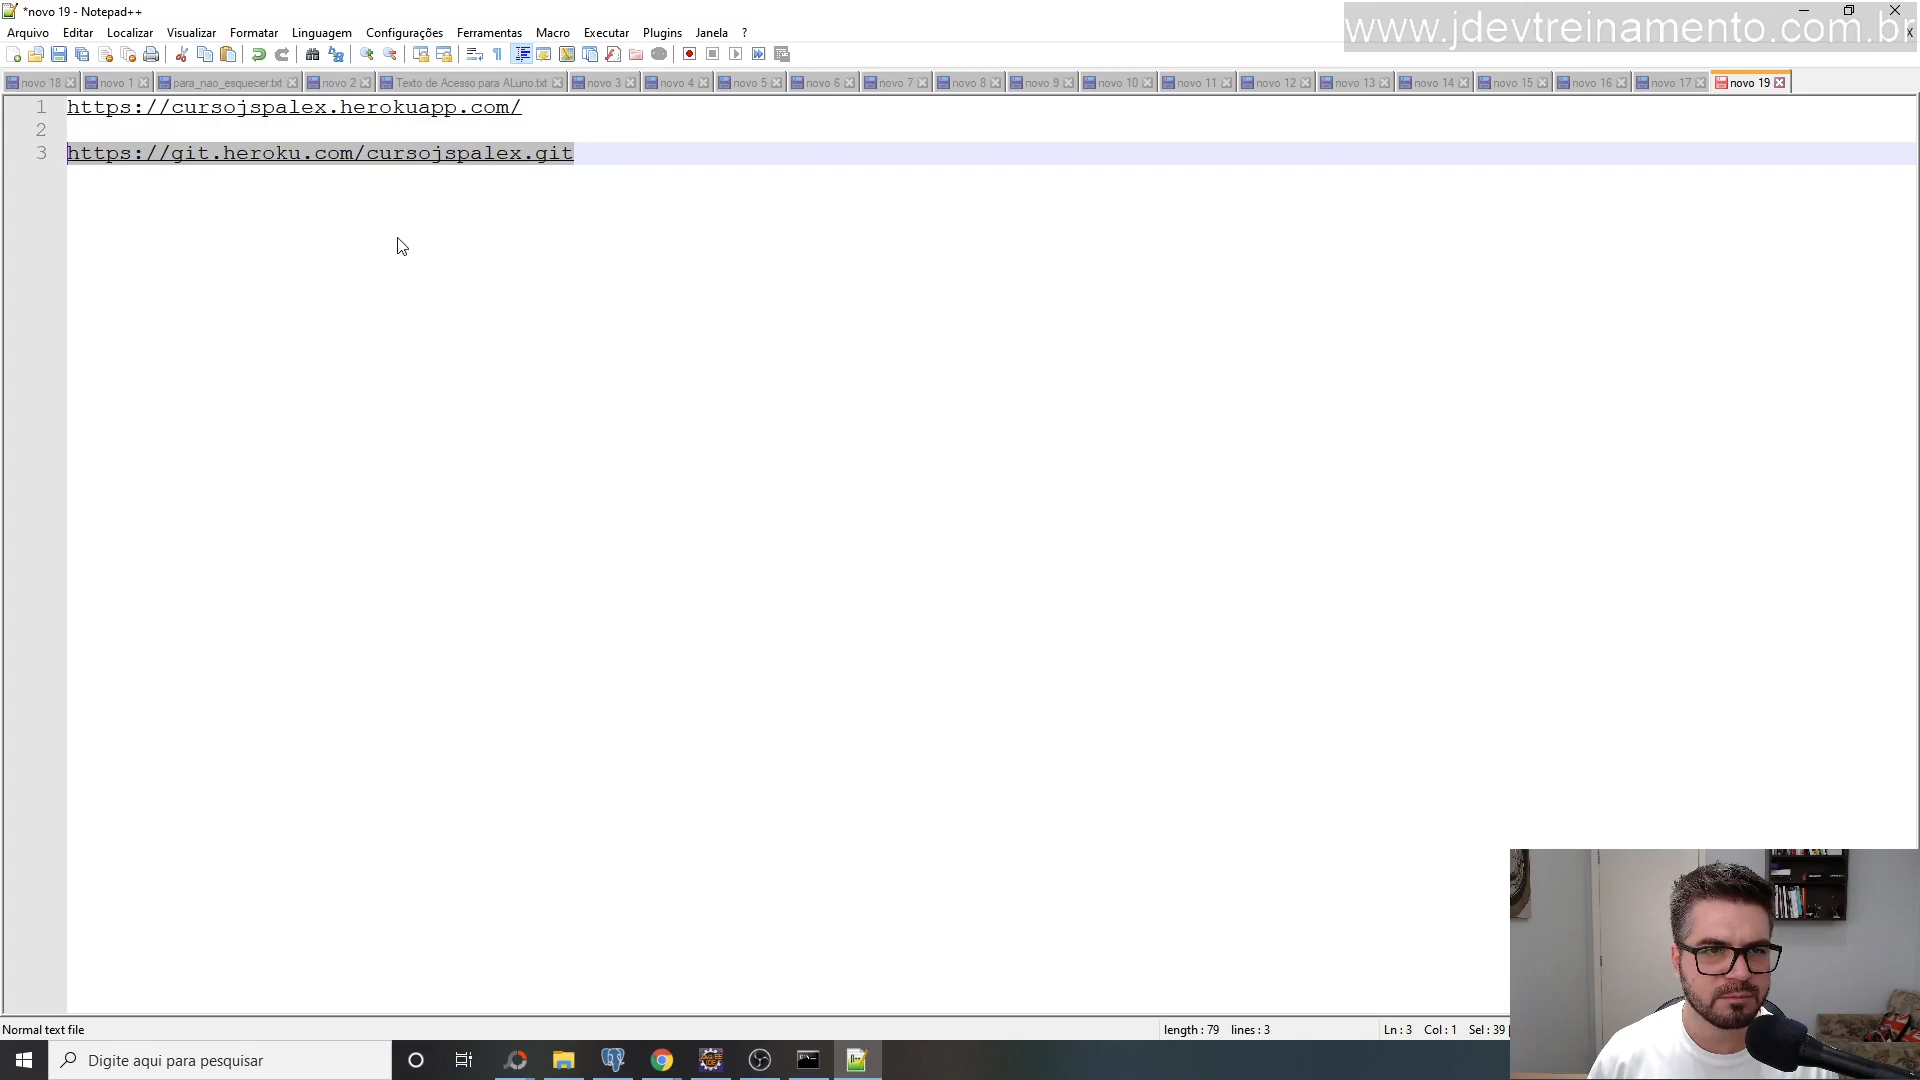 *novo 19 - Notepad++
www.jdevtreinamento.com.br
Arquivo Editar Localizar Visualizar Formatar Linguagem Configurações Ferramentas Macro Executar Plugins Janela ?
novo 18 novo 1 para_nao_esquecer.txt novo 2 Texto de Acesso para ALuno.txt novo 3 novo 4 novo 5 novo 6 novo 7 novo 8 novo 9 novo 10 novo 11 novo 12 novo 13 novo 14 novo 15 novo 16 novo 17 novo 19
1 https://cursojspalex.herokuapp.com/
2
3 https://git.heroku.com/cursojspalex.git
Normal text file length : 79 lines : 3 Ln : 3 Col : 1 Sel : 39
Digite aqui para pesquisar